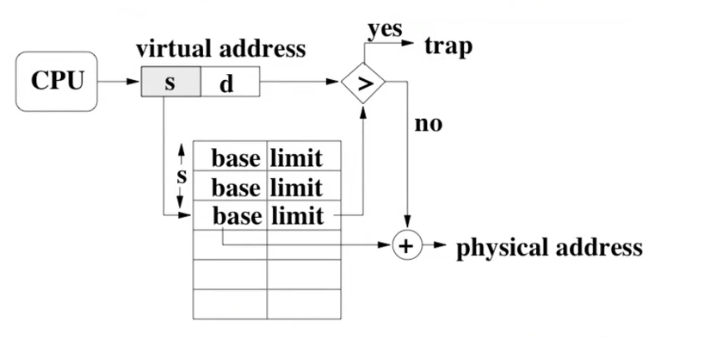 yes
virtual address
trap
CPU
s d
>
no
s
base limit
base limit
base limit
+
physical address